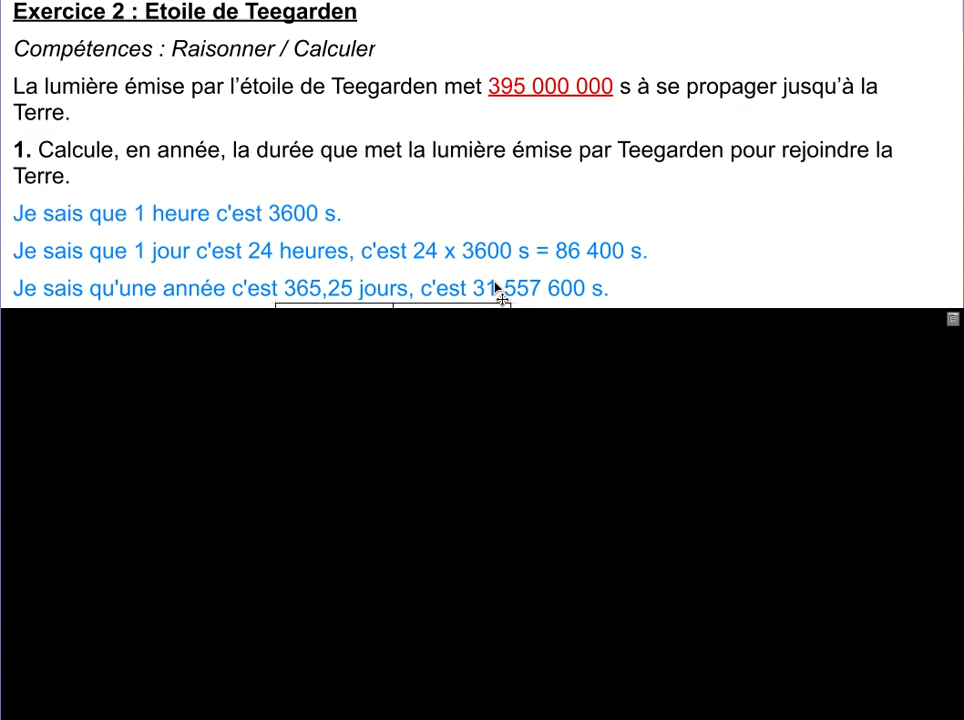 Exercice 2 : Etoile de Teegarden
Compétences : Raisonner / Calculer
La lumière émise par l’étoile de Teegarden met 395 000 000 s à se propager jusqu’à la
Terre.
1. Calcule, en année, la durée que met la lumière émise par Teegarden pour rejoindre la
Terre.
Je sais que 1 heure c'est 3600 s.
Je sais que 1 jour c'est 24 heures, c'est 24 x 3600 s = 86 400 s.
Je sais qu'une année c'est 365,25 jours, c'est 31 557 600 s.